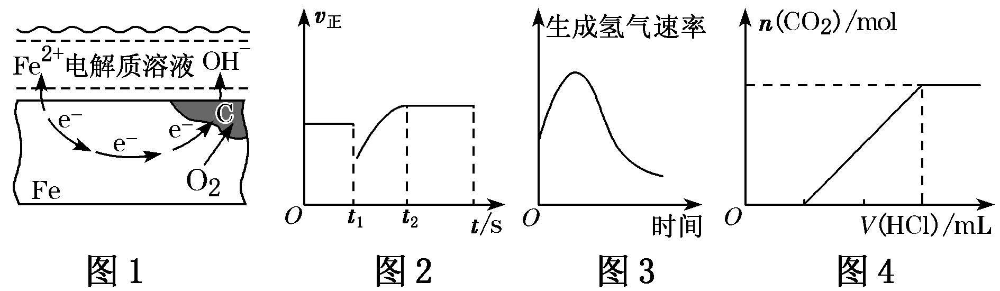 Fe2+电解质溶液 OH−
e−
e−
e−
C
O2
Fe
图1
v正
O
t1
t2
t/s
图2
生成氢气速率
O
时间
图3
n(CO2)/mol
O
V(HCl)/mL
图4